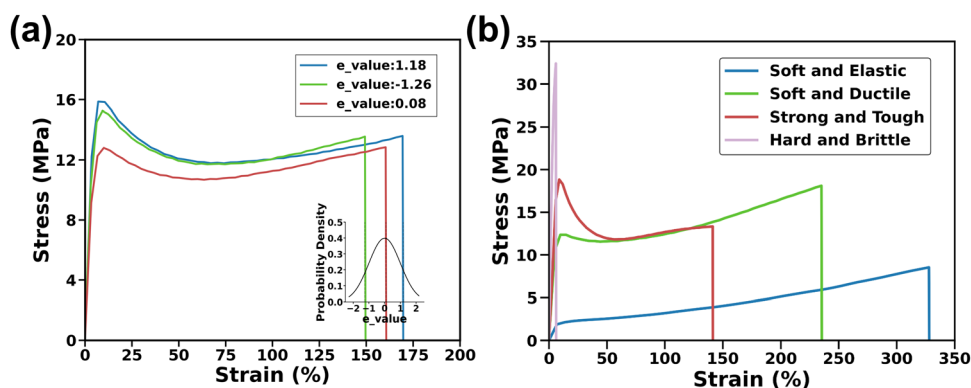 (a)
20
16
12
8
4
0
Stress (MPa)
0 25 50 75 100 125 150 175 200
Strain (%)
e_value:1.18
e_value:-1.26
e_value:0.08
Probability Density
0.5
0.4
0.3
0.2
0.1
0.0
−2 −1 0 1 2
e_value
(b)
35
30
25
20
15
10
5
0
Stress (MPa)
0 50 100 150 200 250 300 350
Strain (%)
Soft and Elastic
Soft and Ductile
Strong and Tough
Hard and Brittle